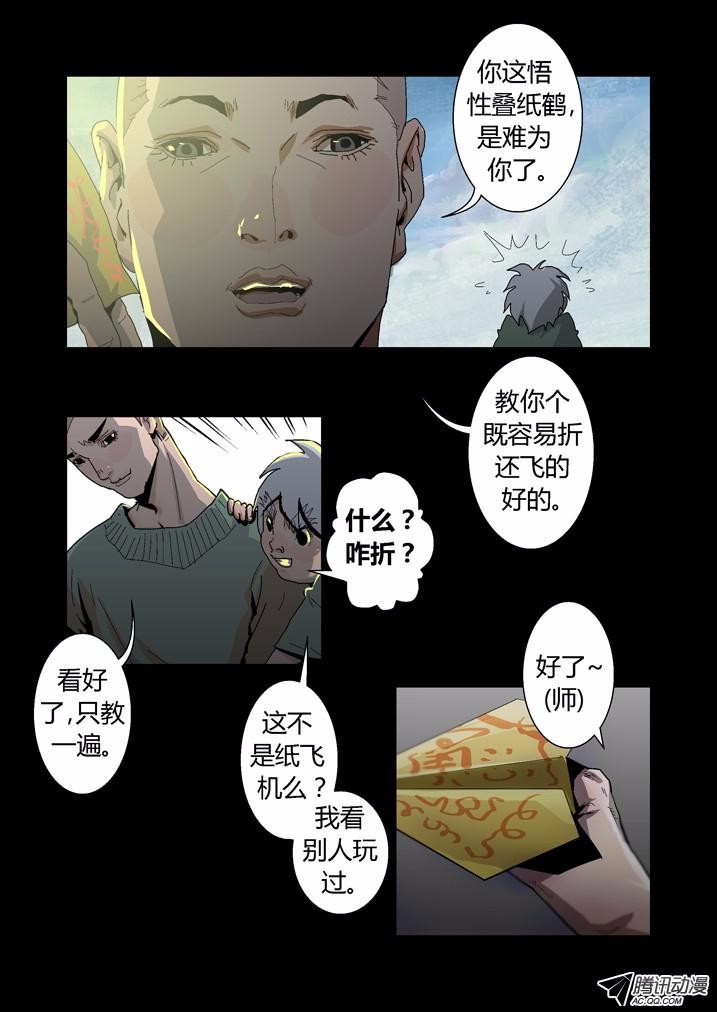 你这悟
性叠纸鹤，
是难为
你了。
教你个
既容易折
还飞的
好的。
什么？
咋折？
看好
了，只教
一遍。
这不
是纸飞
机么？
我看
别人玩
过。
好了~
(师)
腾讯动漫
AC.QQ.COM